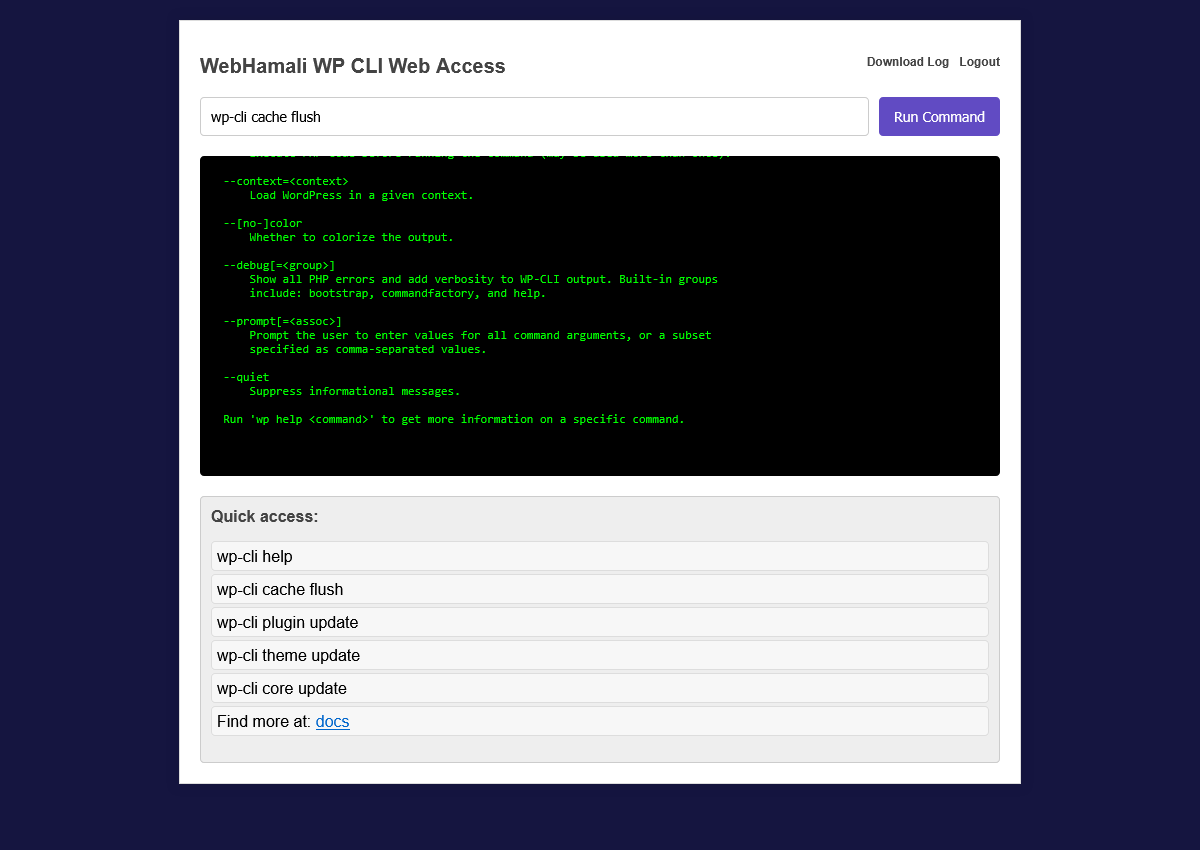 WebHamali WP CLI Web Access
Download Log Logout
wp-cli cache flush
Run Command
--context=<context>
Load WordPress in a given context.
--[no-]color
Whether to colorize the output.
--debug[=<group>]
Show all PHP errors and add verbosity to WP-CLI output. Built-in groups
include: bootstrap, commandfactory, and help.
--prompt[=<assoc>]
Prompt the user to enter values for all command arguments, or a subset
specified as comma-separated values.
--quiet
Suppress informational messages.
Run 'wp help <command>' to get more information on a specific command.
Quick access:
wp-cli help
wp-cli cache flush
wp-cli plugin update
wp-cli theme update
wp-cli core update
Find more at: docs